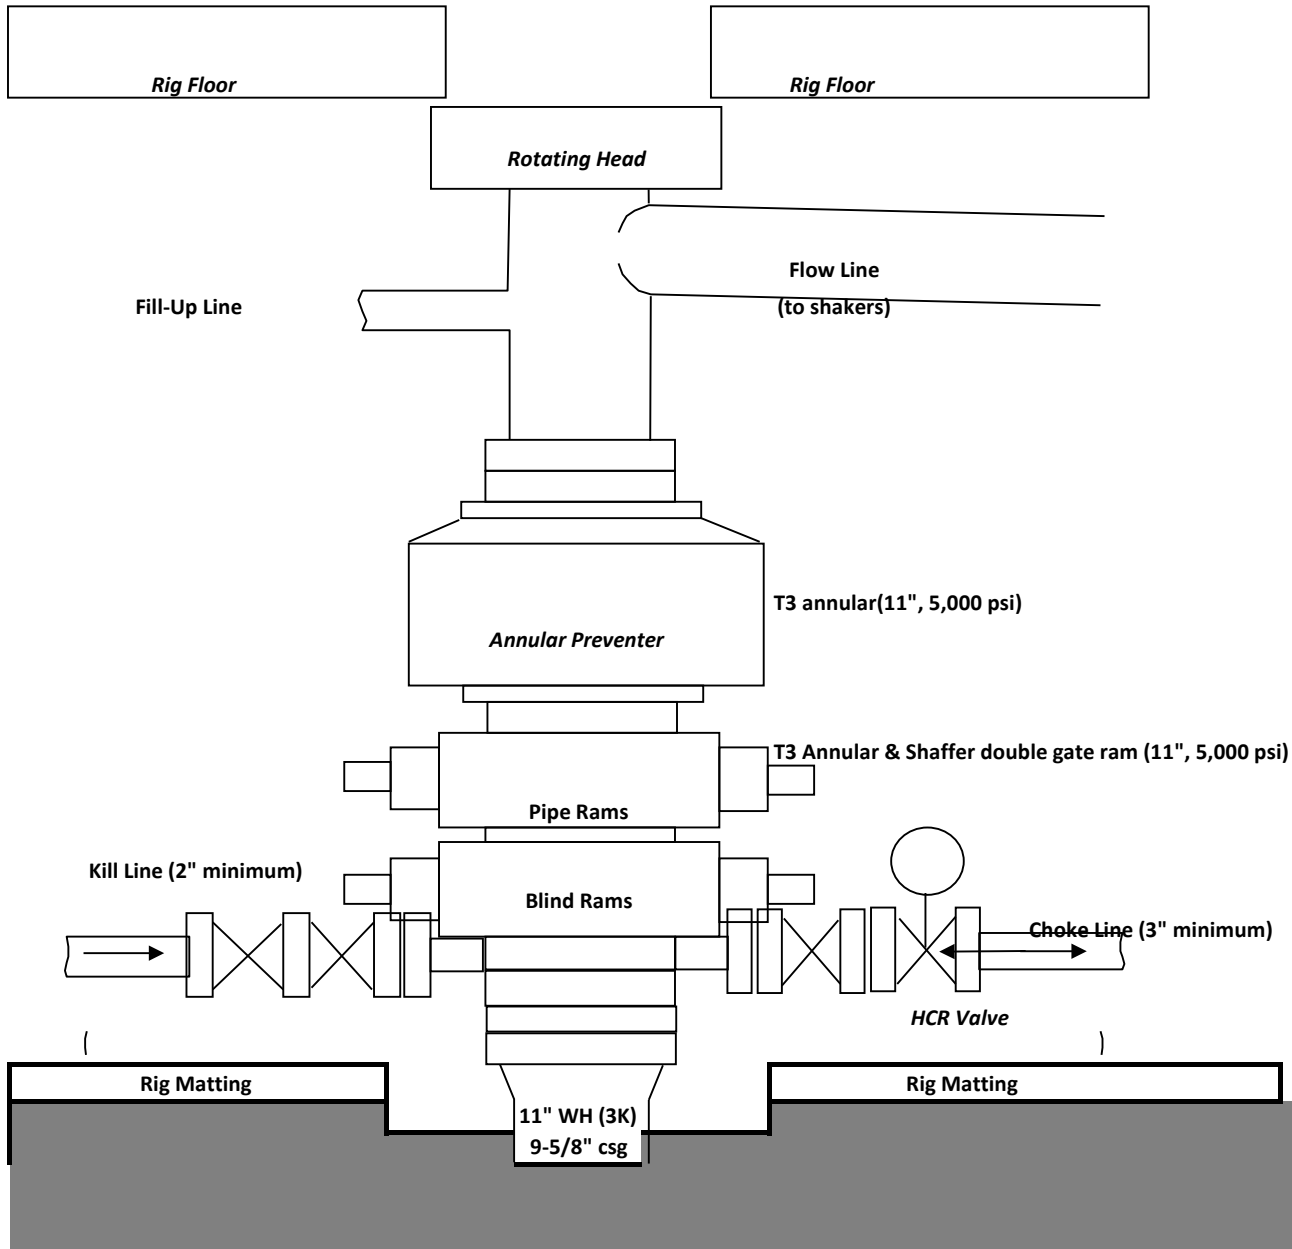 Rig Floor
Rig Floor
Rotating Head
Flow Line
Fill-Up Line
(to shakers)
T3 annular(11", 5,000 psi)
Annular Preventer
T3 Annular & Shaffer double gate ram (11", 5,000 psi)
Pipe Rams
Kill Line (2" minimum)
Blind Rams
Choke Line (3" minimum)
HCR Valve
Rig Matting
Rig Matting
11" WH (3K)
9-5/8" csg